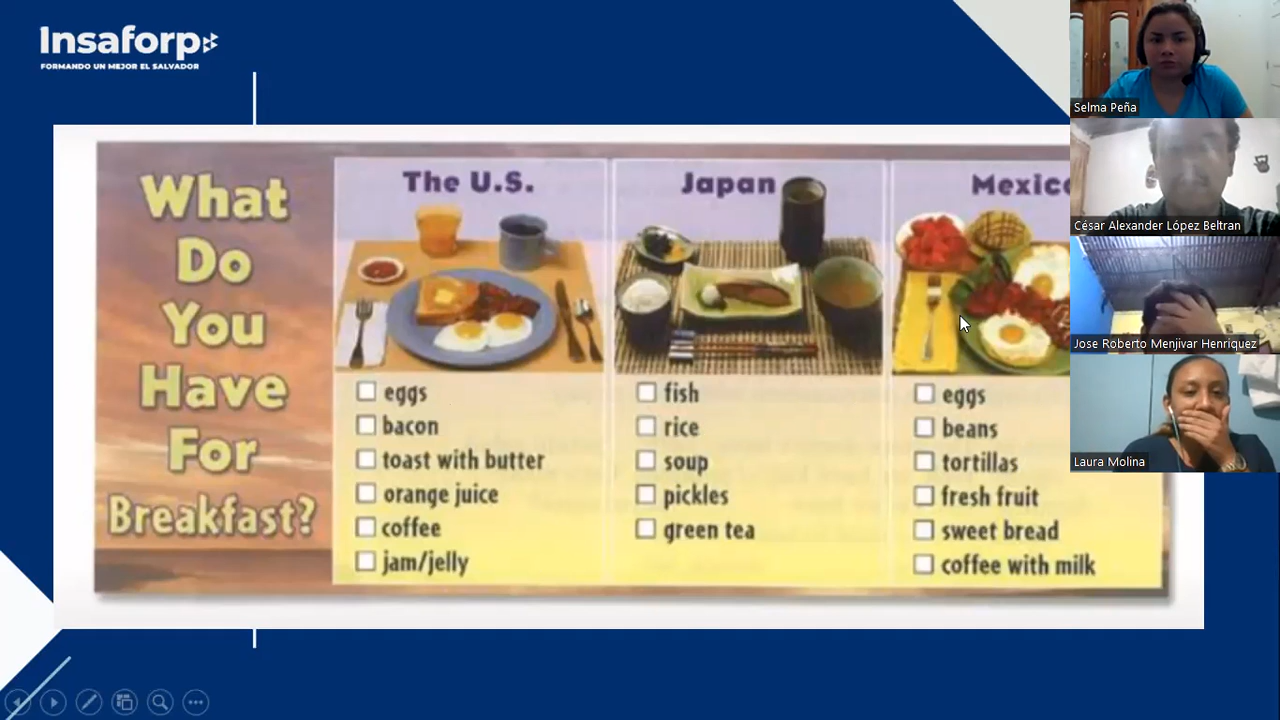 Insaforp
FORMANDO UN MEJOR EL SALVADOR
What
Do
You
Have
For
Breakfast?
The U.S.
eggs
bacon
toast with butter
orange juice
coffee
jam/jelly
Japan
fish
rice
soup
pickles
green tea
Mexico
eggs
beans
tortillas
fresh fruit
sweet bread
coffee with milk
Selma Peña
César Alexander López Beltran
Jose Roberto Menjivar Henriquez
Laura Molina